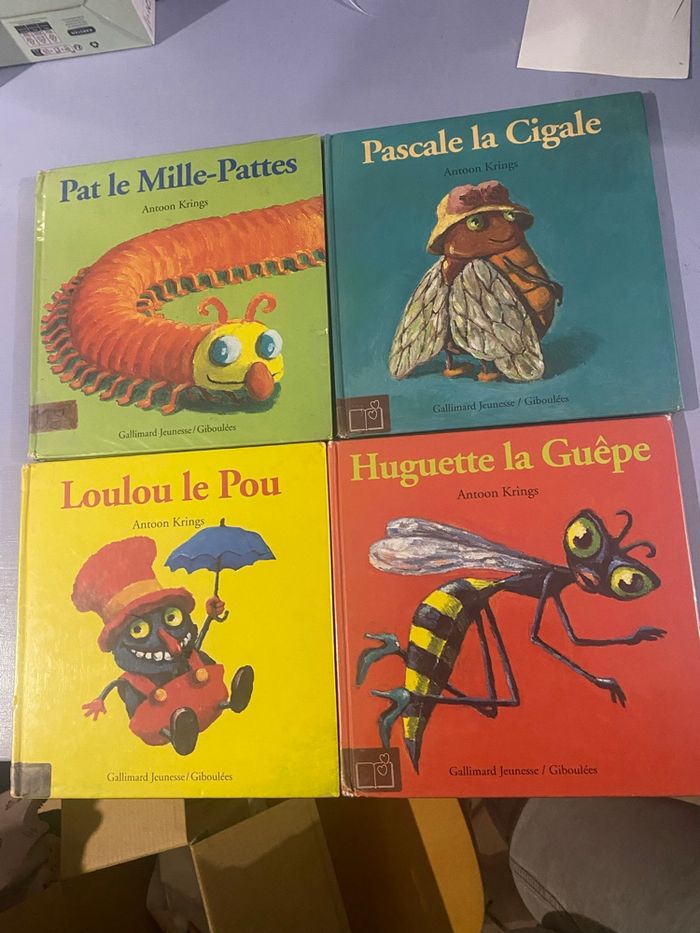 Pat le Mille-Pattes
Antoon Krings
Gallimard Jeunesse/Giboulées
Pascale la Cigale
Antoon Krings
Gallimard Jeunesse / Giboulées
Loulou le Pou
Antoon Krings
Gallimard Jeunesse/Giboulées
Huguette la Guêpe
Antoon Krings
Gallimard Jeunesse / Giboulées